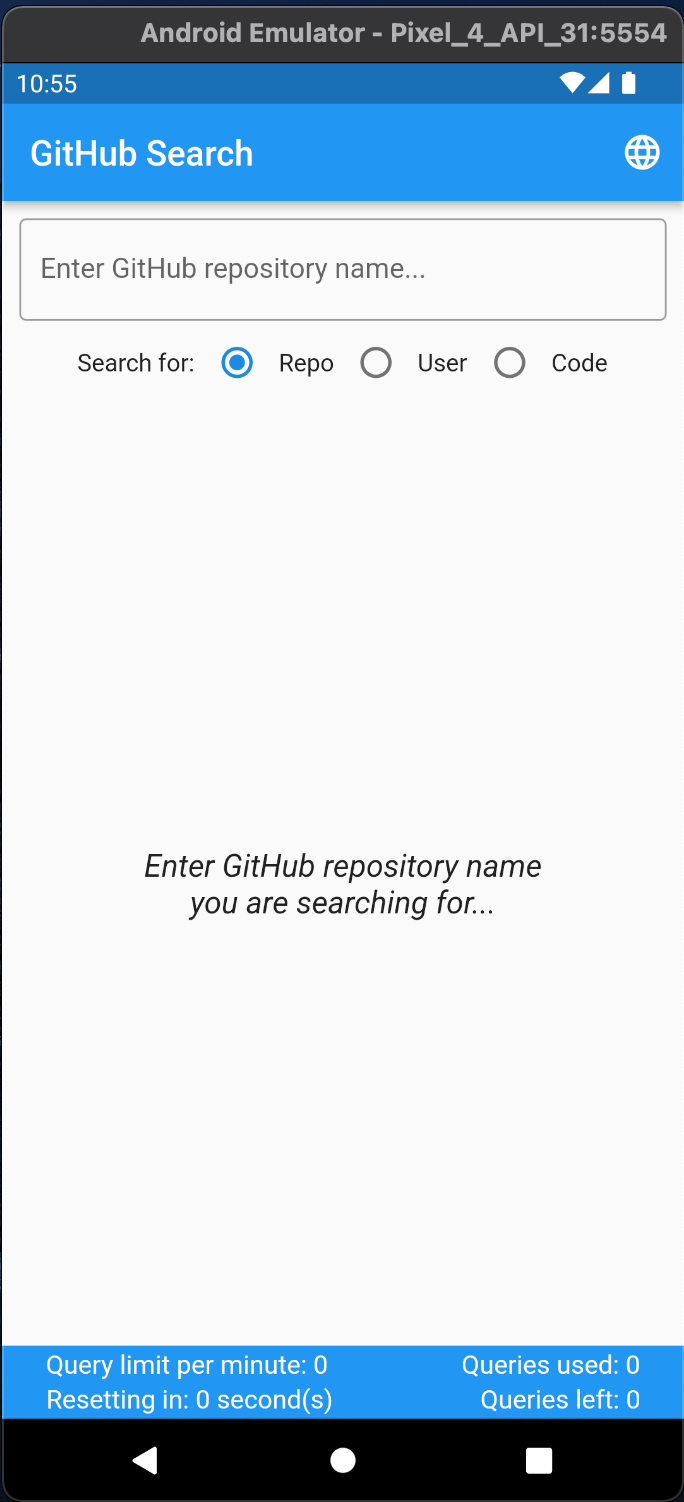 Android Emulator - Pixel_4_API_31:5554
10:55
GitHub Search
Enter GitHub repository name...
Search for: Repo User Code
Enter GitHub repository name
you are searching for...
Query limit per minute: 0 Queries used: 0
Resetting in: 0 second(s) Queries left: 0